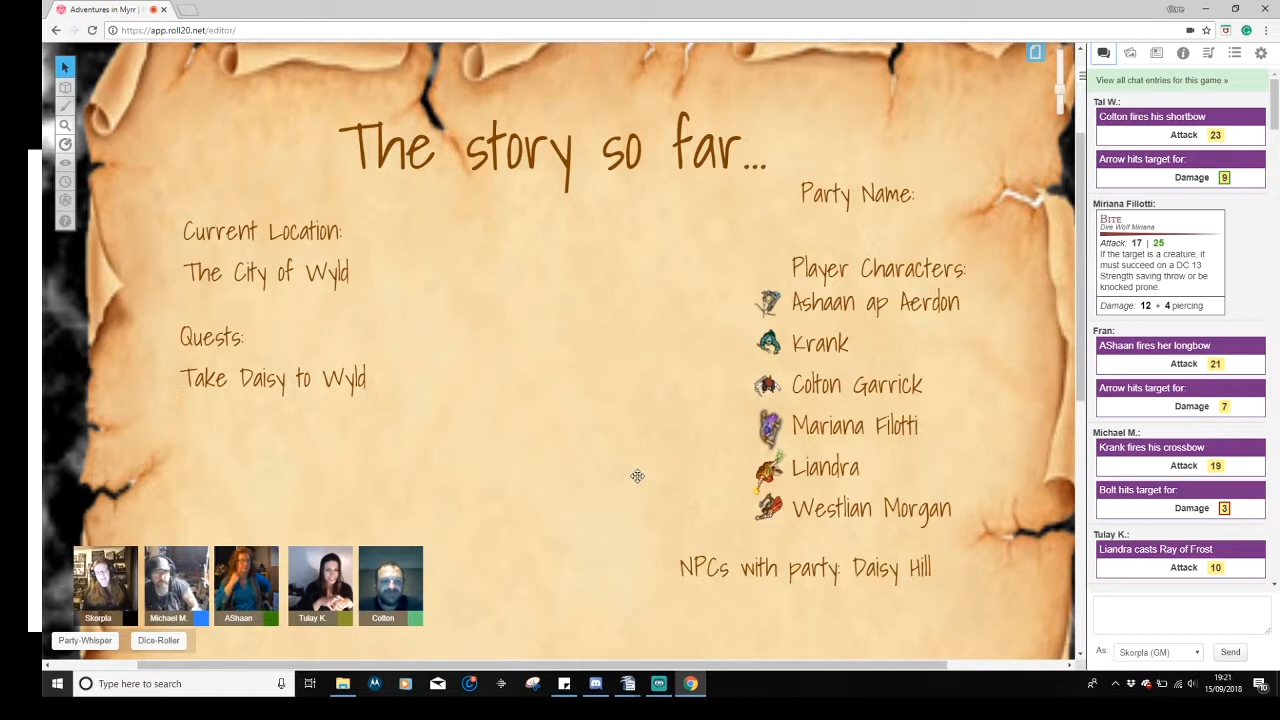 Adventures in Myrr |
https://app.roll20.net/editor/
The story so far...
Party Name:
Current Location:
The City of Wyld
Quests:
Take Daisy to Wyld
Player Characters:
Ashaan ap Aerdon
Krank
Colton Garrick
Mariana Filotti
Liandra
Westlian Morgan
NPCs with party: Daisy Hill
Skorpla
Michael M.
AShaan
Tulay K.
Colton
Party-Whisper
Dice-Roller
View all chat entries for this game »
Tal W.:
Colton fires his shortbow
Attack 23
Arrow hits target for:
Damage 9
Miriana Fillotti:
BITE
Dire Wolf Miriana
Attack: 17 | 25
If the target is a creature, it
must succeed on a DC 13
Strength saving throw or be
knocked prone.
Damage: 12 + 4 piercing
Fran:
AShaan fires her longbow
Attack 21
Arrow hits target for:
Damage 7
Michael M.:
Krank fires his crossbow
Attack 19
Bolt hits target for:
Damage 3
Tulay K.:
Liandra casts Ray of Frost
Attack 10
As:
Skorpla (GM)
Send
Type here to search
19:21
15/09/2018